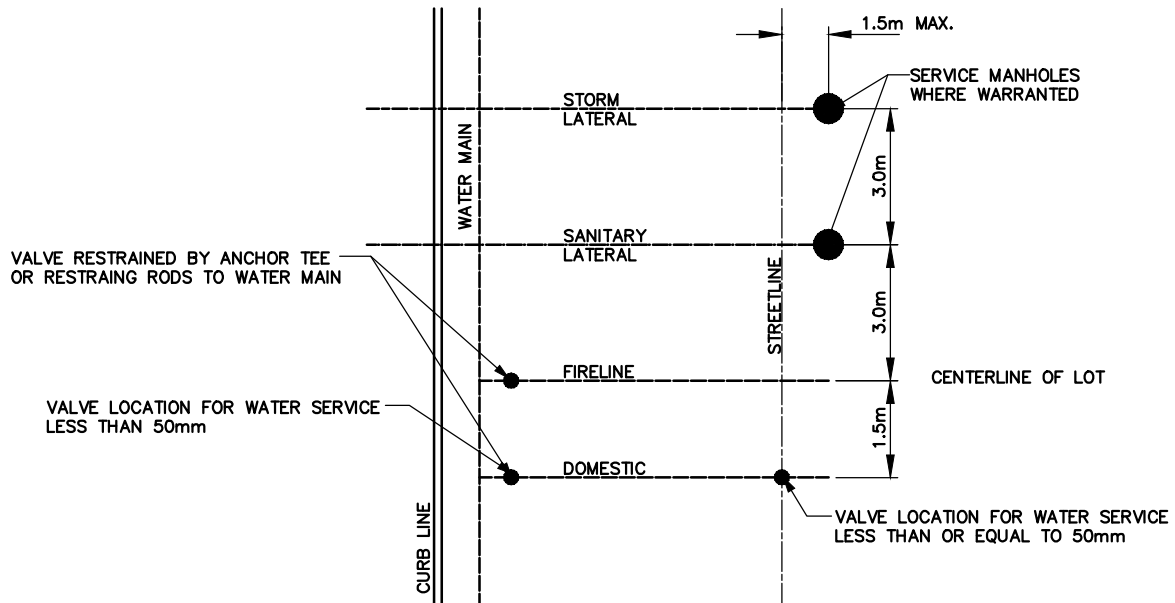 1.5m MAX.
SERVICE MANHOLES
WHERE WARRANTED
STORM
LATERAL
WATER MAIN
3.0m
SANITARY
LATERAL
VALVE RESTRAINED BY ANCHOR TEE
OR RESTRAING RODS TO WATER MAIN
STREETLINE
3.0m
FIRELINE
CENTERLINE OF LOT
VALVE LOCATION FOR WATER SERVICE
LESS THAN 50mm
1.5m
DOMESTIC
CURB LINE
VALVE LOCATION FOR WATER SERVICE
LESS THAN OR EQUAL TO 50mm